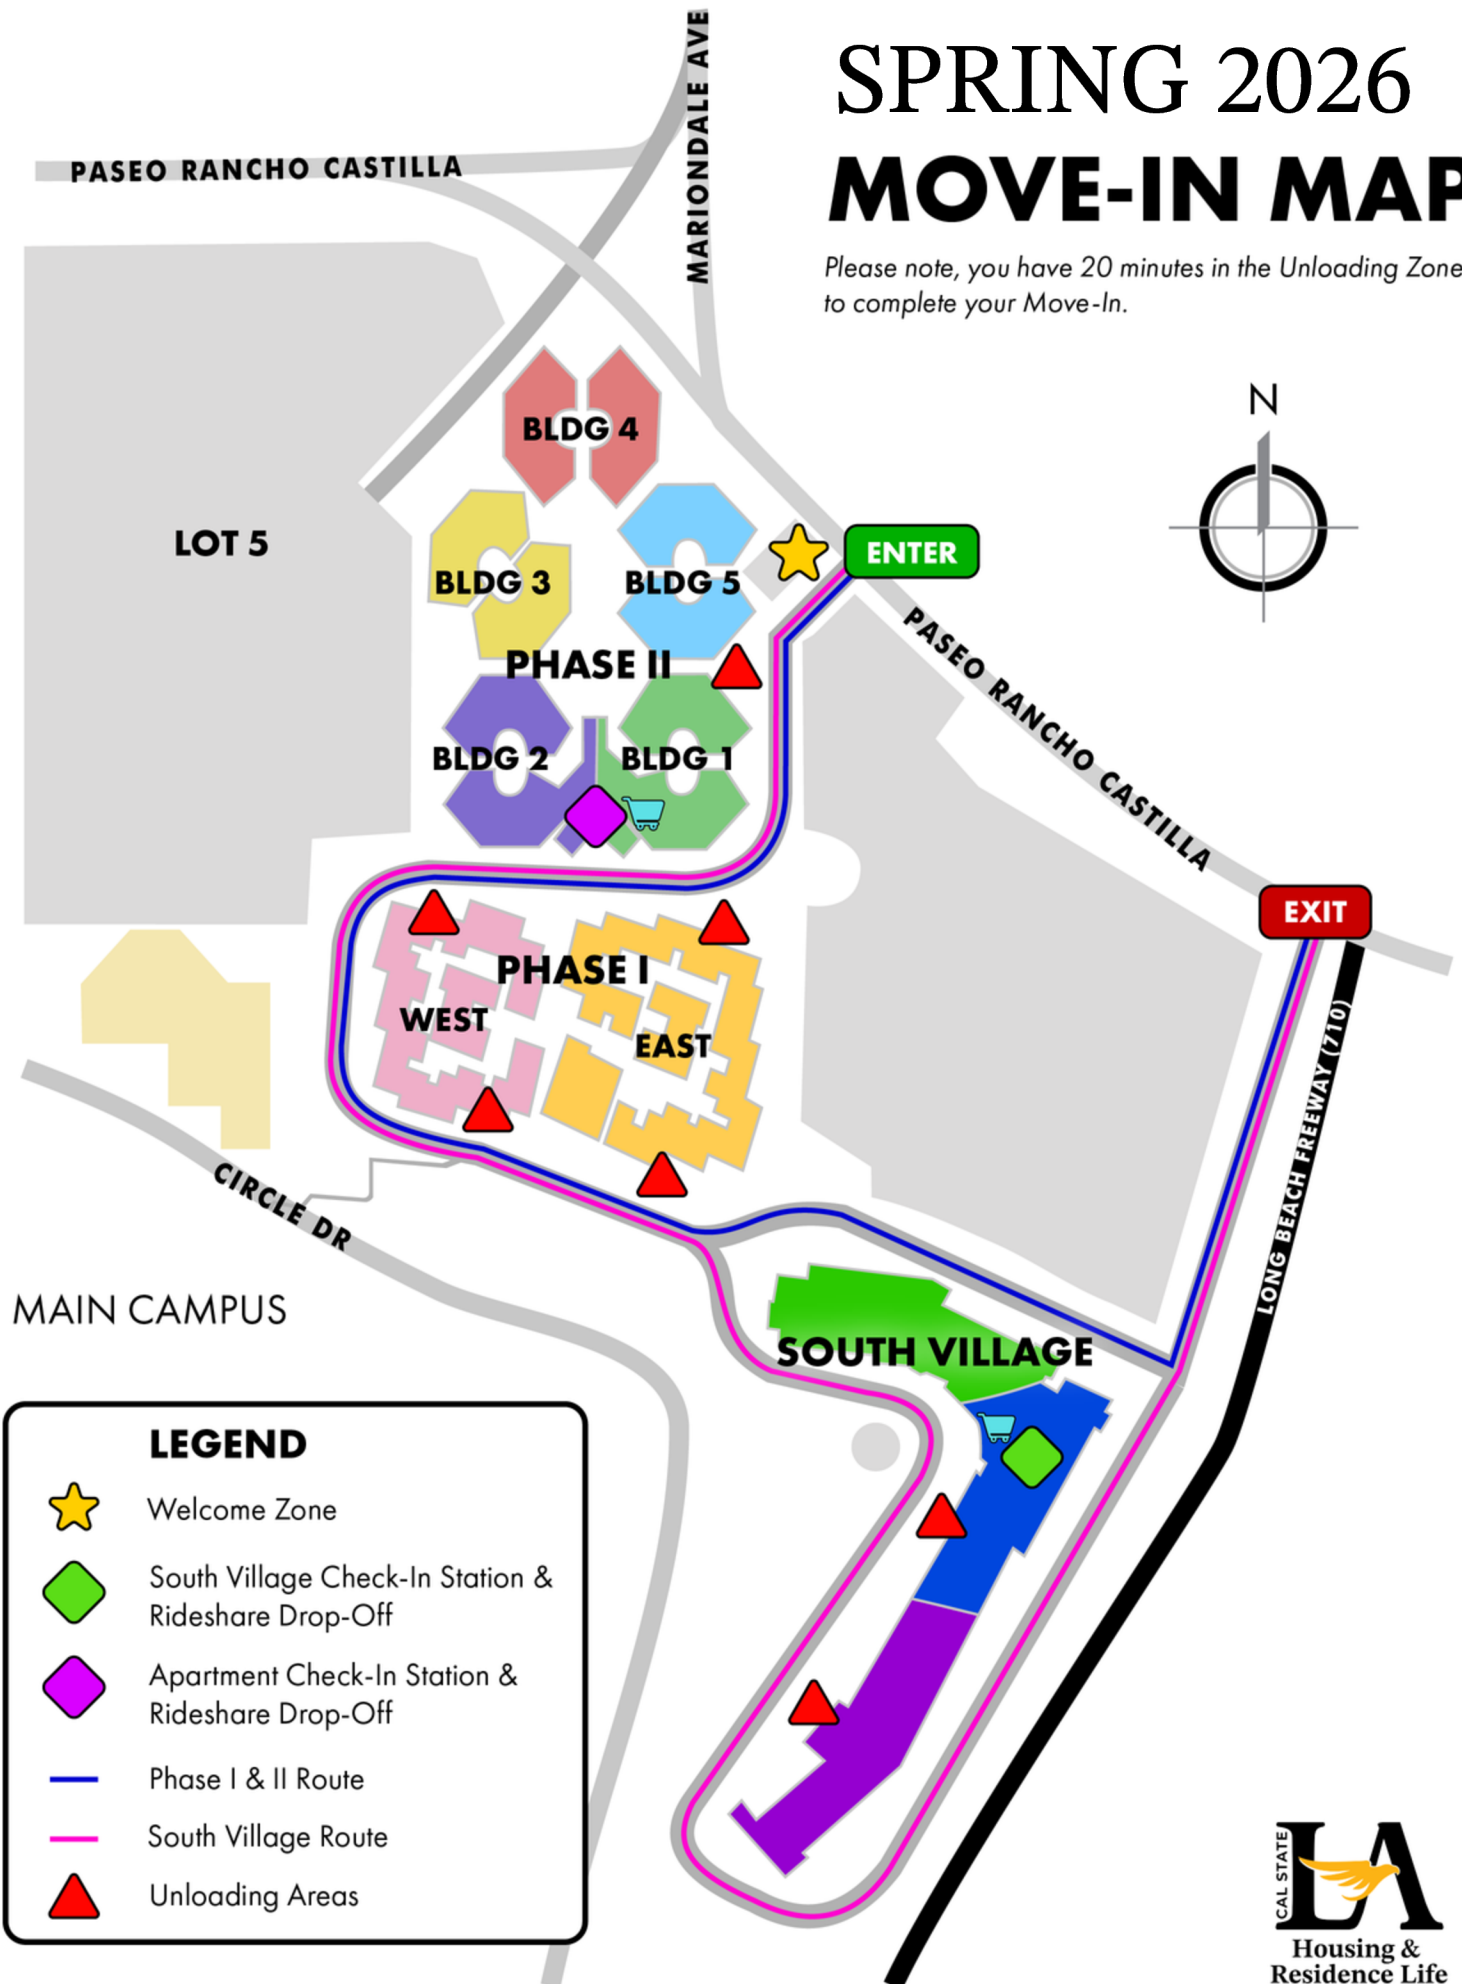 SPRING 2026
MOVE-IN MAP
Please note, you have 20 minutes in the Unloading Zone
to complete your Move-In.
MARIONDALE AVE
PASEO RANCHO CASTILLA
N
BLDG 4
LOT 5
ENTER
BLDG 3
BLDG 5
PASEO RANCHO CASTILLA
PHASE II
BLDG 2
BLDG 1
EXIT
PHASE I
WEST
EAST
LONG BEACH FREEWAY (710)
CIRCLE DR
MAIN CAMPUS
SOUTH VILLAGE
LEGEND
Welcome Zone
South Village Check-In Station &
Rideshare Drop-Off
Apartment Check-In Station &
Rideshare Drop-Off
Phase I & II Route
South Village Route
Unloading Areas
CAL STATE
LA
Housing &
Residence Life